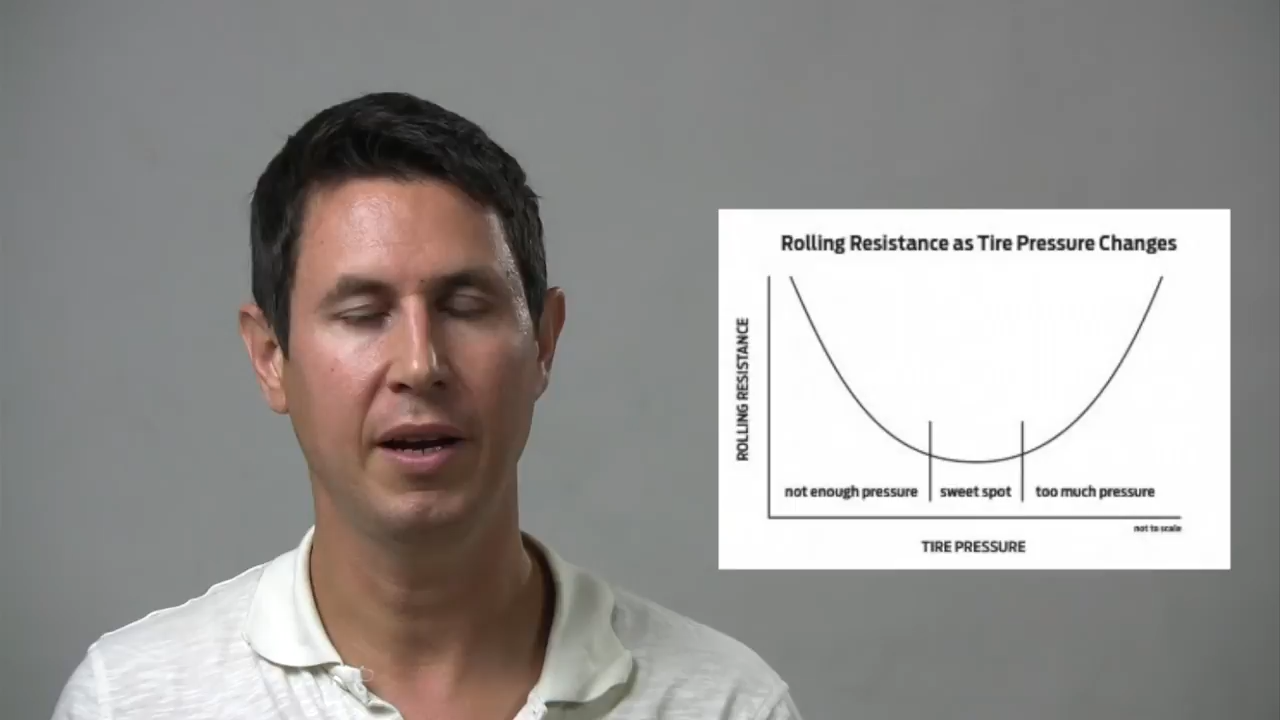 Rolling Resistance as Tire Pressure Changes
ROLLING RESISTANCE
not enough pressure
sweet spot
too much pressure
not to scale
TIRE PRESSURE